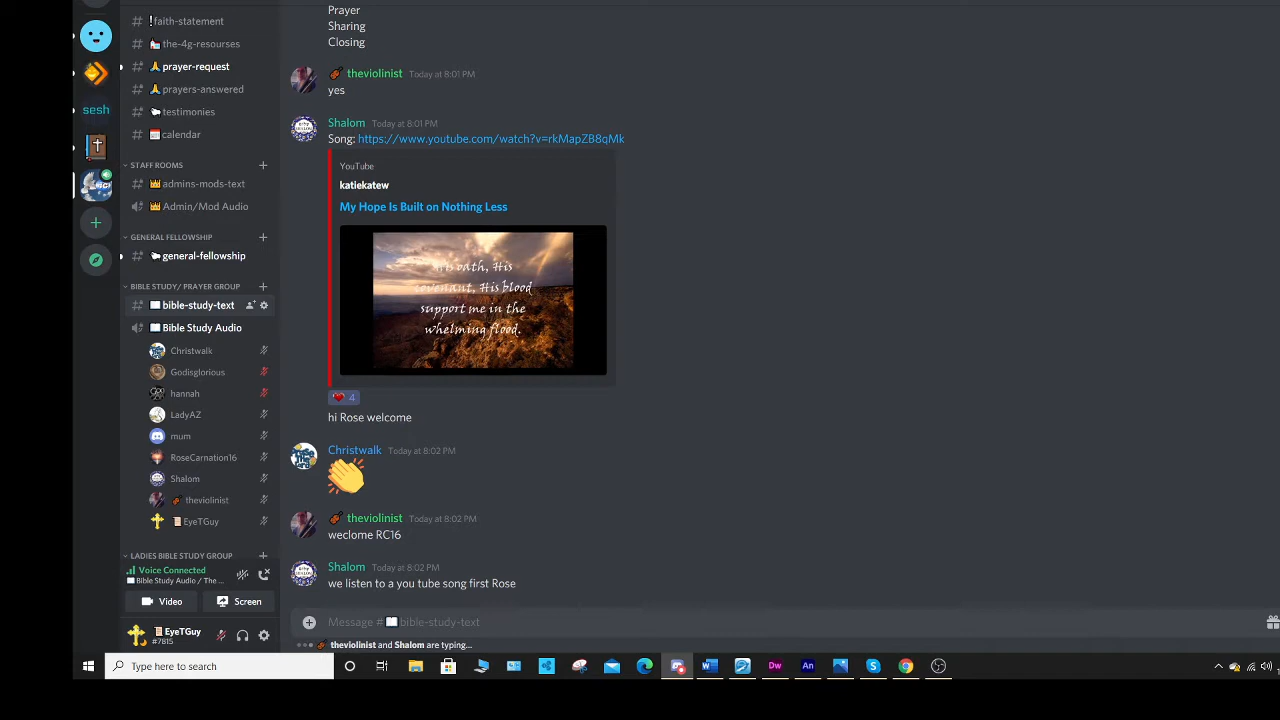 !faith-statement
the-4g-resourses
prayer-request
prayers-answered
testimonies
calendar
STAFF ROOMS
admins-mods-text
Admin/Mod Audio
GENERAL FELLOWSHIP
general-fellowship
BIBLE STUDY/ PRAYER GROUP
bible-study-text
Bible Study Audio
Christwalk
Godisglorious
hannah
LadyAZ
mum
RoseCarnation16
Shalom
theviolinist
EyeTGuy
LADIES BIBLE STUDY GROUP
Voice Connected
Bible Study Audio / The ...
Video
Screen
EyeTGuy
#7815
sesh
Prayer
Sharing
Closing
theviolinist Today at 8:01 PM
yes
Shalom Today at 8:01 PM
Song: https://www.youtube.com/watch?v=rkMapZB8qMk
YouTube
katiekatew
My Hope Is Built on Nothing Less
His oath, His
covenant, His blood
support me in the
whelming flood.
4
hi Rose welcome
Christwalk Today at 8:02 PM
theviolinist Today at 8:02 PM
weclome RC16
Shalom Today at 8:02 PM
we listen to a you tube song first Rose
Message # bible-study-text
theviolinist and Shalom are typing...
Type here to search
Dw
An